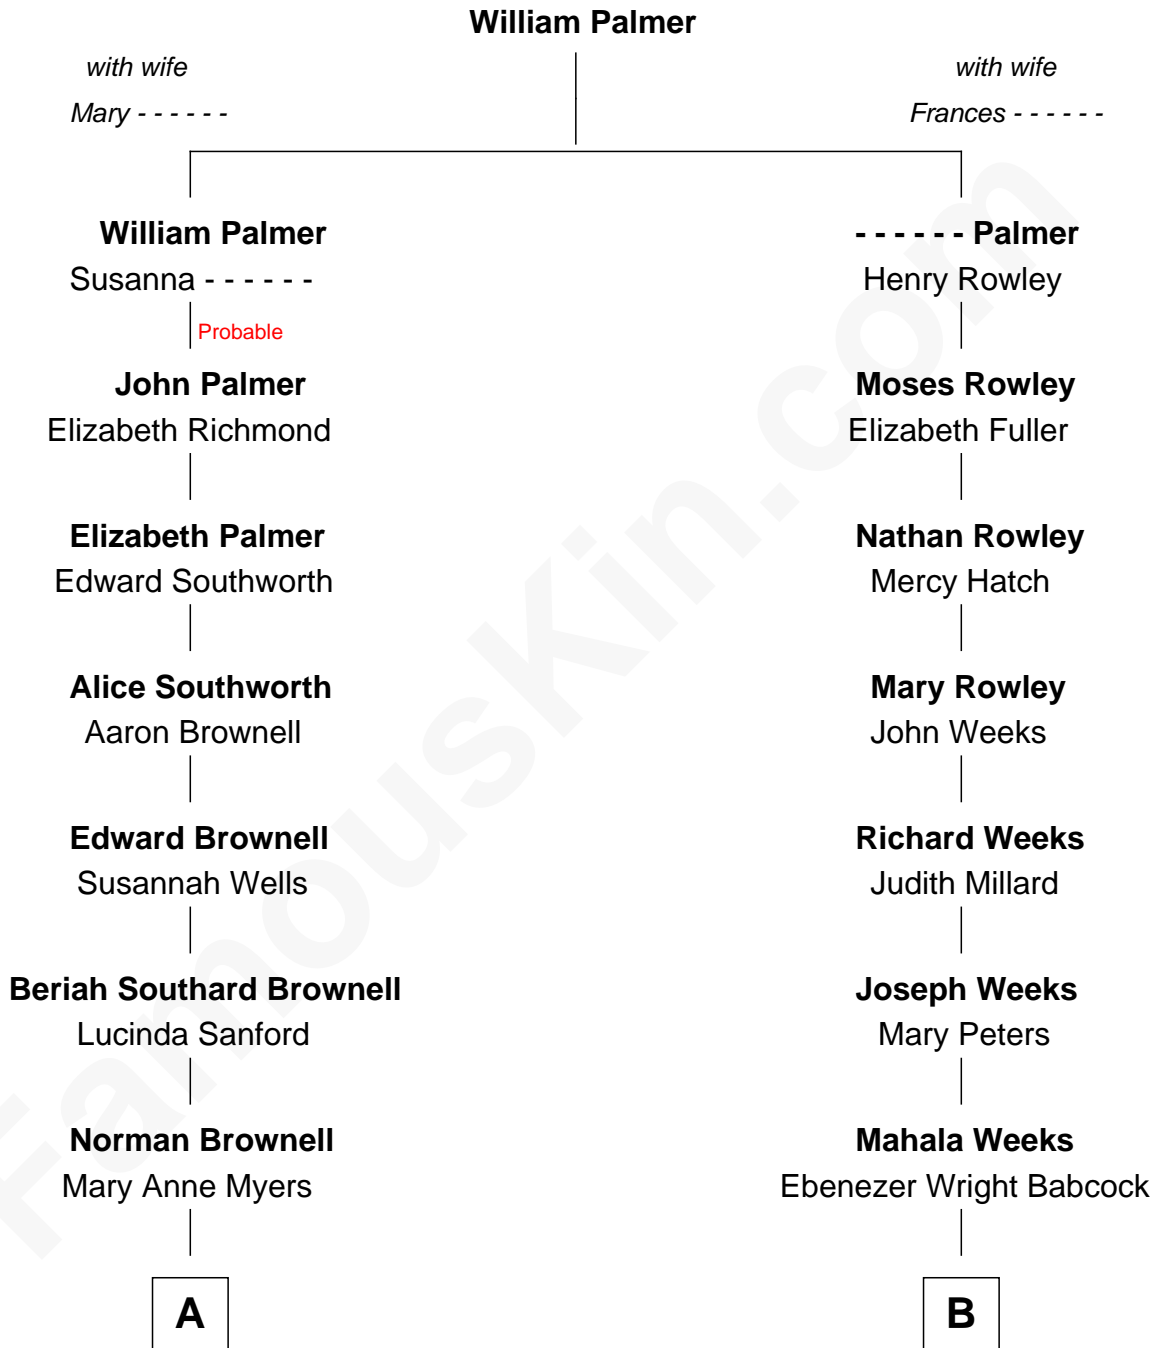 William Palmer
with wife
Mary - - - - - -
with wife
Frances - - - - - -
William Palmer
Susanna - - - - - -
Probable
John Palmer
Elizabeth Richmond
Elizabeth Palmer
Edward Southworth
Alice Southworth
Aaron Brownell
Edward Brownell
Susannah Wells
Beriah Southard Brownell
Lucinda Sanford
Norman Brownell
Mary Anne Myers
A
- - - - - - Palmer
Henry Rowley
Moses Rowley
Elizabeth Fuller
Nathan Rowley
Mercy Hatch
Mary Rowley
John Weeks
Richard Weeks
Judith Millard
Joseph Weeks
Mary Peters
Mahala Weeks
Ebenezer Wright Babcock
B
FamousKin.com